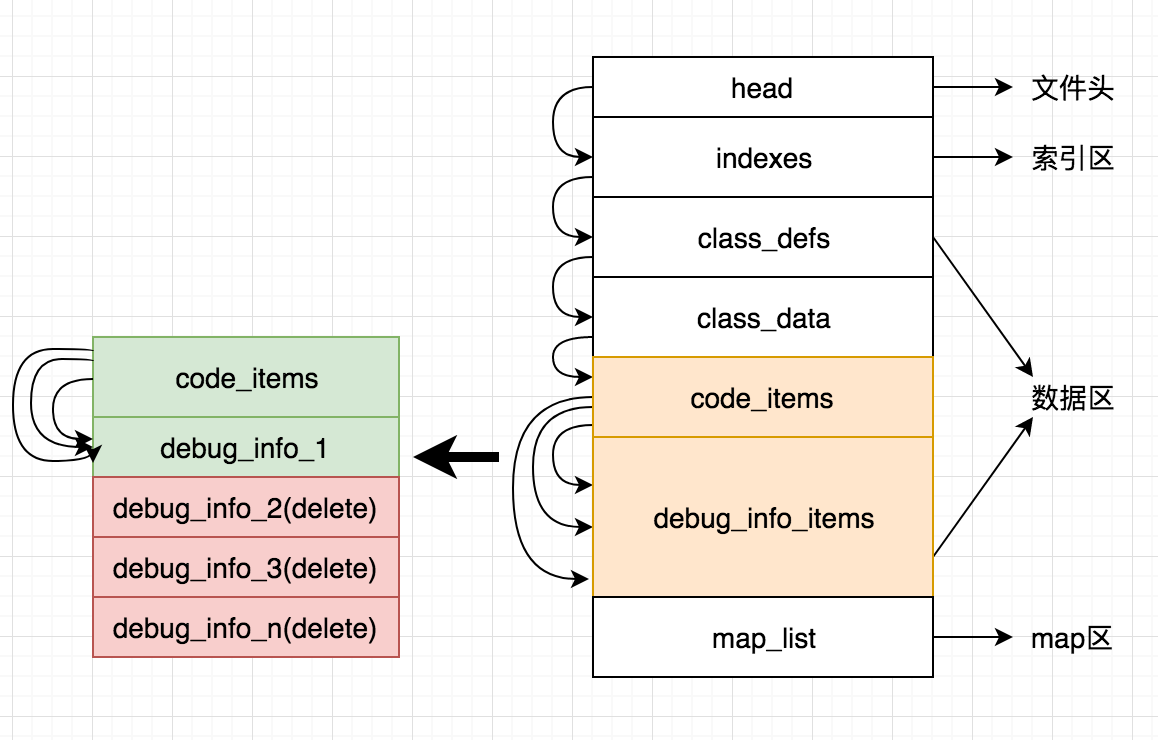 head
文件头
indexes
索引区
class_defs
class_data
数据区
code_items
debug_info_items
map_list
map区
code_items
debug_info_1
debug_info_2(delete)
debug_info_3(delete)
debug_info_n(delete)